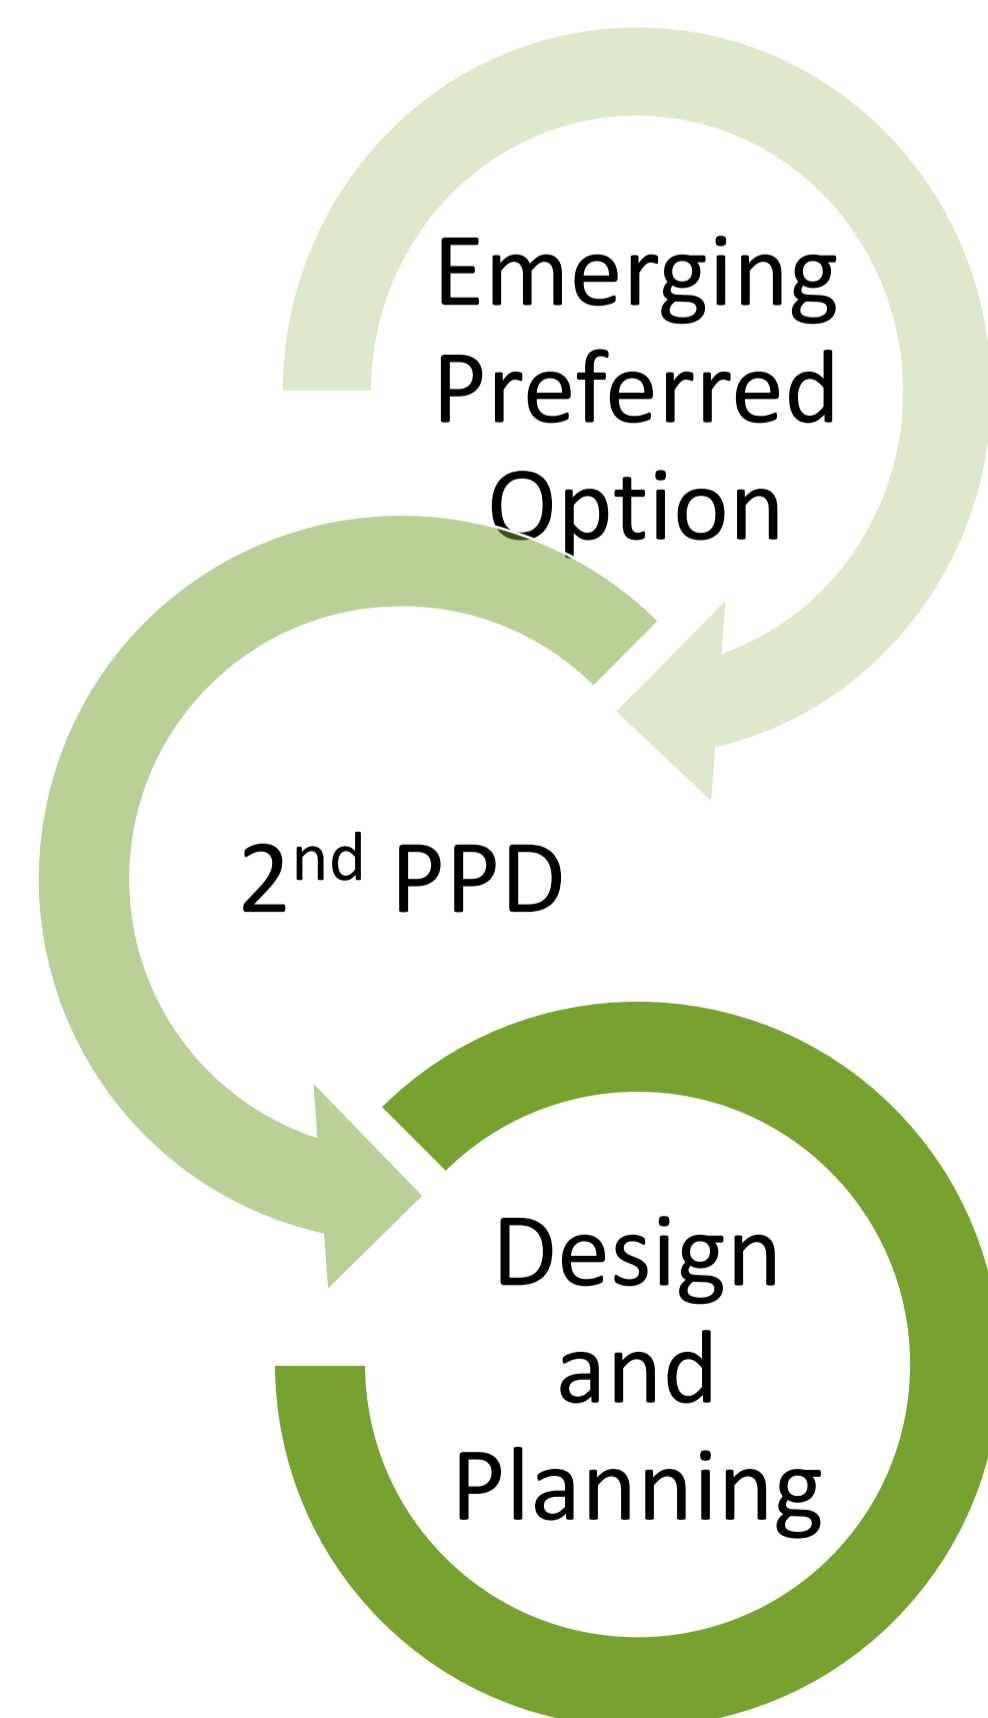 Emerging
Preferred
Option
2nd PPD
Design
and
Planning